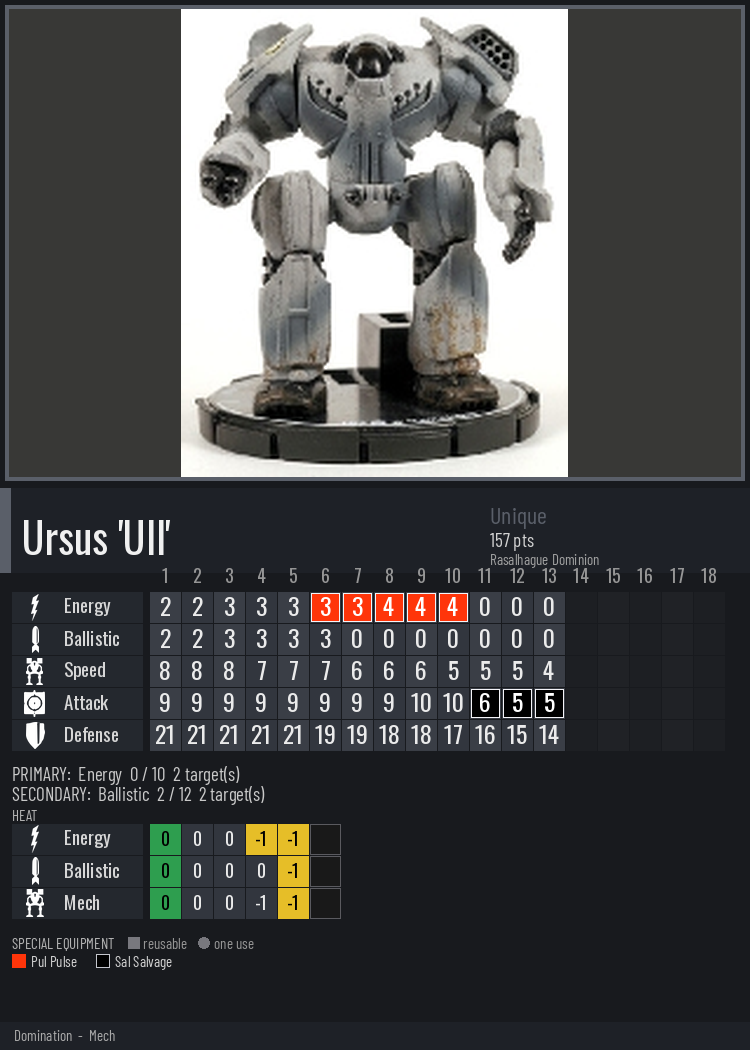 Ursus 'Ull'
Unique
157 pts
Rasalhague Dominion
1 2 3 4 5 6 7 8 9 10 11 12 13 14 15 16 17 18
Energy 2 2 3 3 3 3 3 4 4 4 0 0 0
Ballistic 2 2 3 3 3 3 0 0 0 0 0 0 0
Speed 8 8 8 7 7 7 6 6 6 5 5 5 4
Attack 9 9 9 9 9 9 9 9 10 10 6 5 5
Defense 21 21 21 21 21 19 19 18 18 17 16 15 14
PRIMARY: Energy 0 / 10 2 target(s)
SECONDARY: Ballistic 2 / 12 2 target(s)
HEAT
Energy 0 0 0 -1 -1
Ballistic 0 0 0 0 -1
Mech 0 0 0 -1 -1
SPECIAL EQUIPMENT reusable one use
Pul Pulse Sal Salvage
Domination - Mech